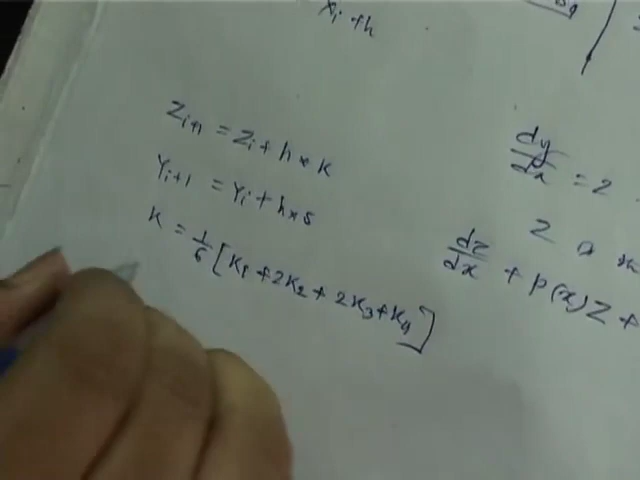 xi + h
Zi+1 = Zi + h * K
Yi+1 = Yi + h * s
K = 1/6 [K1 + 2K2 + 2K3 + K4]
dy/dx = z
z
dz/dx + p(x) z +